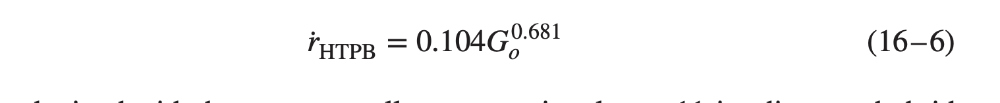 ṙ_HTPB = 0.104G_o^0.681 (16–6)